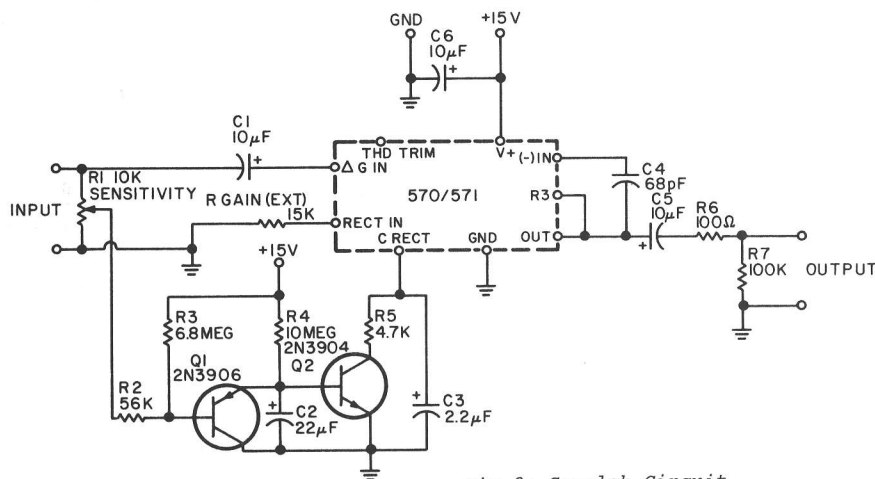 GND
+15V
C6
10µF
+
C1
10µF
+
THD TRIM
V+
(-)IN
Δ G IN
C4
68pF
R1 10K
SENSITIVITY
570/571
R3
C5
10µF
R6
100Ω
R GAIN (EXT)
15K
INPUT
RECT IN
OUT
+
C RECT
GND
R7
100K
OUTPUT
+15V
R3
6.8MEG
R4
10MEG
2N3904
Q2
R5
4.7K
Q1
2N3906
R2
56K
+
C2
22µF
+
C3
2.2µF
Circuit